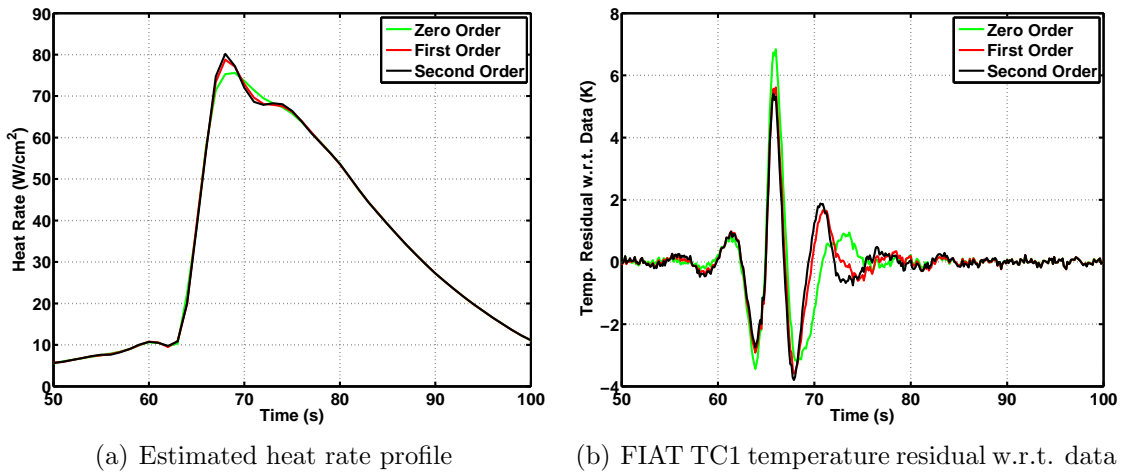 90
80
70
60
50
40
30
20
10
0
50 60 70 80 90 100
Heat Rate (W/cm²)
Time (s)
Zero Order
First Order
Second Order
(a) Estimated heat rate profile
8
6
4
2
0
−2
−4
50 60 70 80 90 100
Temp. Residual w.r.t. Data (K)
Time (s)
Zero Order
First Order
Second Order
(b) FIAT TC1 temperature residual w.r.t. data